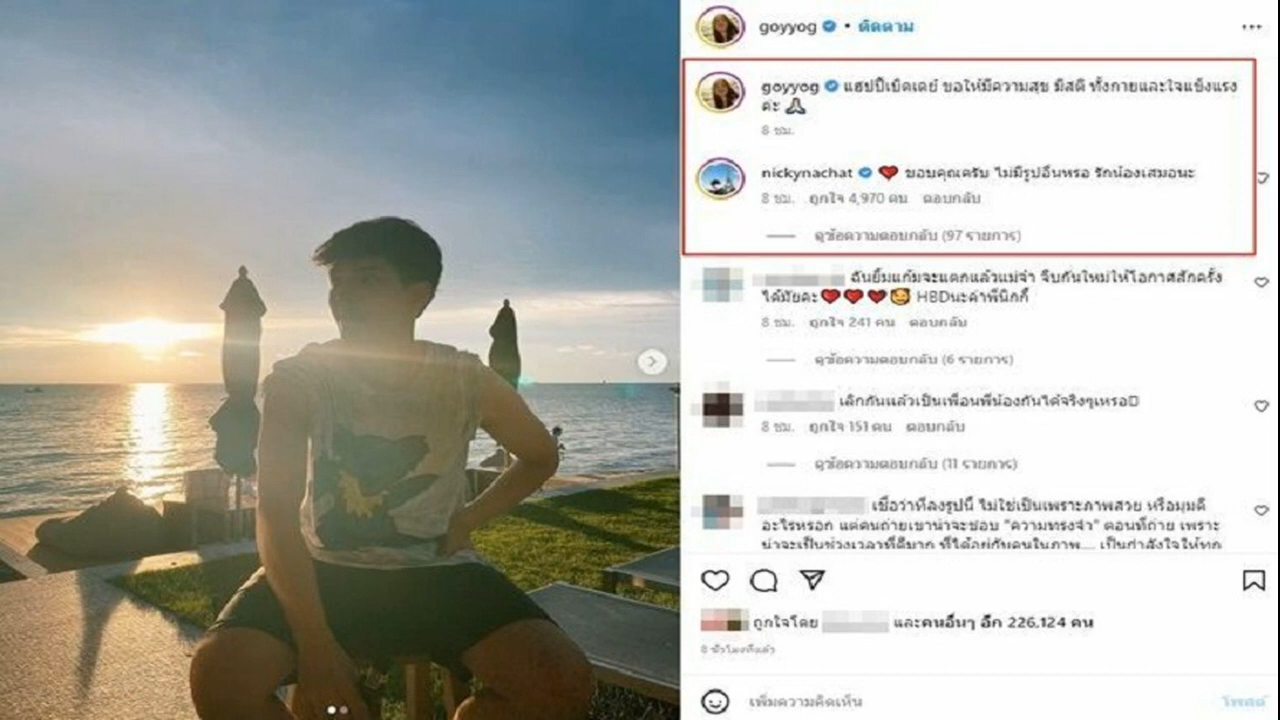 goyyog • ติดตาม
goyyog แฮปปี้เบิดเดย์ ขอให้มีความสุข มีสติ ทั้งกายและใจแข็งแรง
ค่ะ
8 ชม.
nickynachat ขอบคุณครับ ไม่มีรูปอื่นหรอ รักน้องเสมอนะ
8 ชม. ถูกใจ 4,970 คน ตอบกลับ
ดูข้อความตอบกลับ (97 รายการ)
ฉันยิ้มแก้มจะแตกแล้วแม่จ๋า จีบกันใหม่ให้โอกาสสักครั้ง
ได้มัยคะ HBDนะค้าพี่นิกกี้
8 ชม. ถูกใจ 241 คน ตอบกลับ
ดูข้อความตอบกลับ (6 รายการ)
เลิกกันแล้วเป็นเพื่อนพี่น้องกันได้จริงๆเหรอ
8 ชม. ถูกใจ 151 คน ตอบกลับ
ดูข้อความตอบกลับ (11 รายการ)
เชื่อว่าที่ลงรูปนี้ ไม่ใช่เป็นเพราะภาพสวย หรือมุมดี
อะไรหรอก แต่คนถ่ายเขาน่าจะชอบ "ความทรงจำ" ตอนที่ถ่าย เพราะ
น่าจะเป็นช่วงเวลาที่ดีมาก ที่ได้อยู่กับคนในภาพ.... เป็นกำลังใจให้ทุก
ถูกใจโดย และคนอื่นๆ อีก 226,124 คน
8 ชั่วโมงที่แล้ว
เพิ่มความคิดเห็น
โพสต์